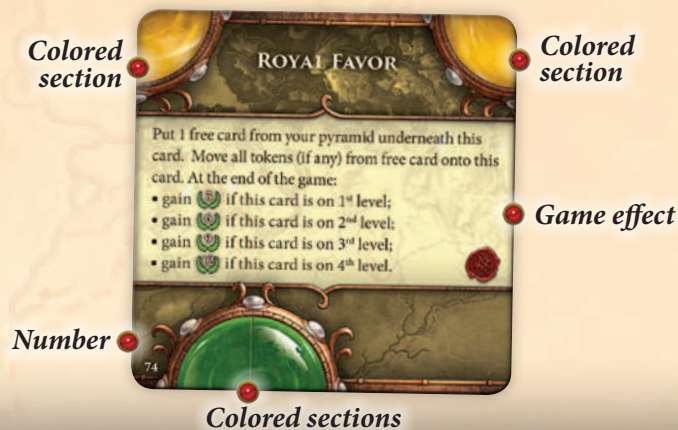 Colored
section
Colored
section
ROYAL FAVOR
Put 1 free card from your pyramid underneath this
card. Move all tokens (if any) from free card onto this
card. At the end of the game:
▪ gain if this card is on 1st level;
▪ gain if this card is on 2nd level;
▪ gain if this card is on 3rd level;
▪ gain if this card is on 4th level.
Game effect
Number
74
Colored sections